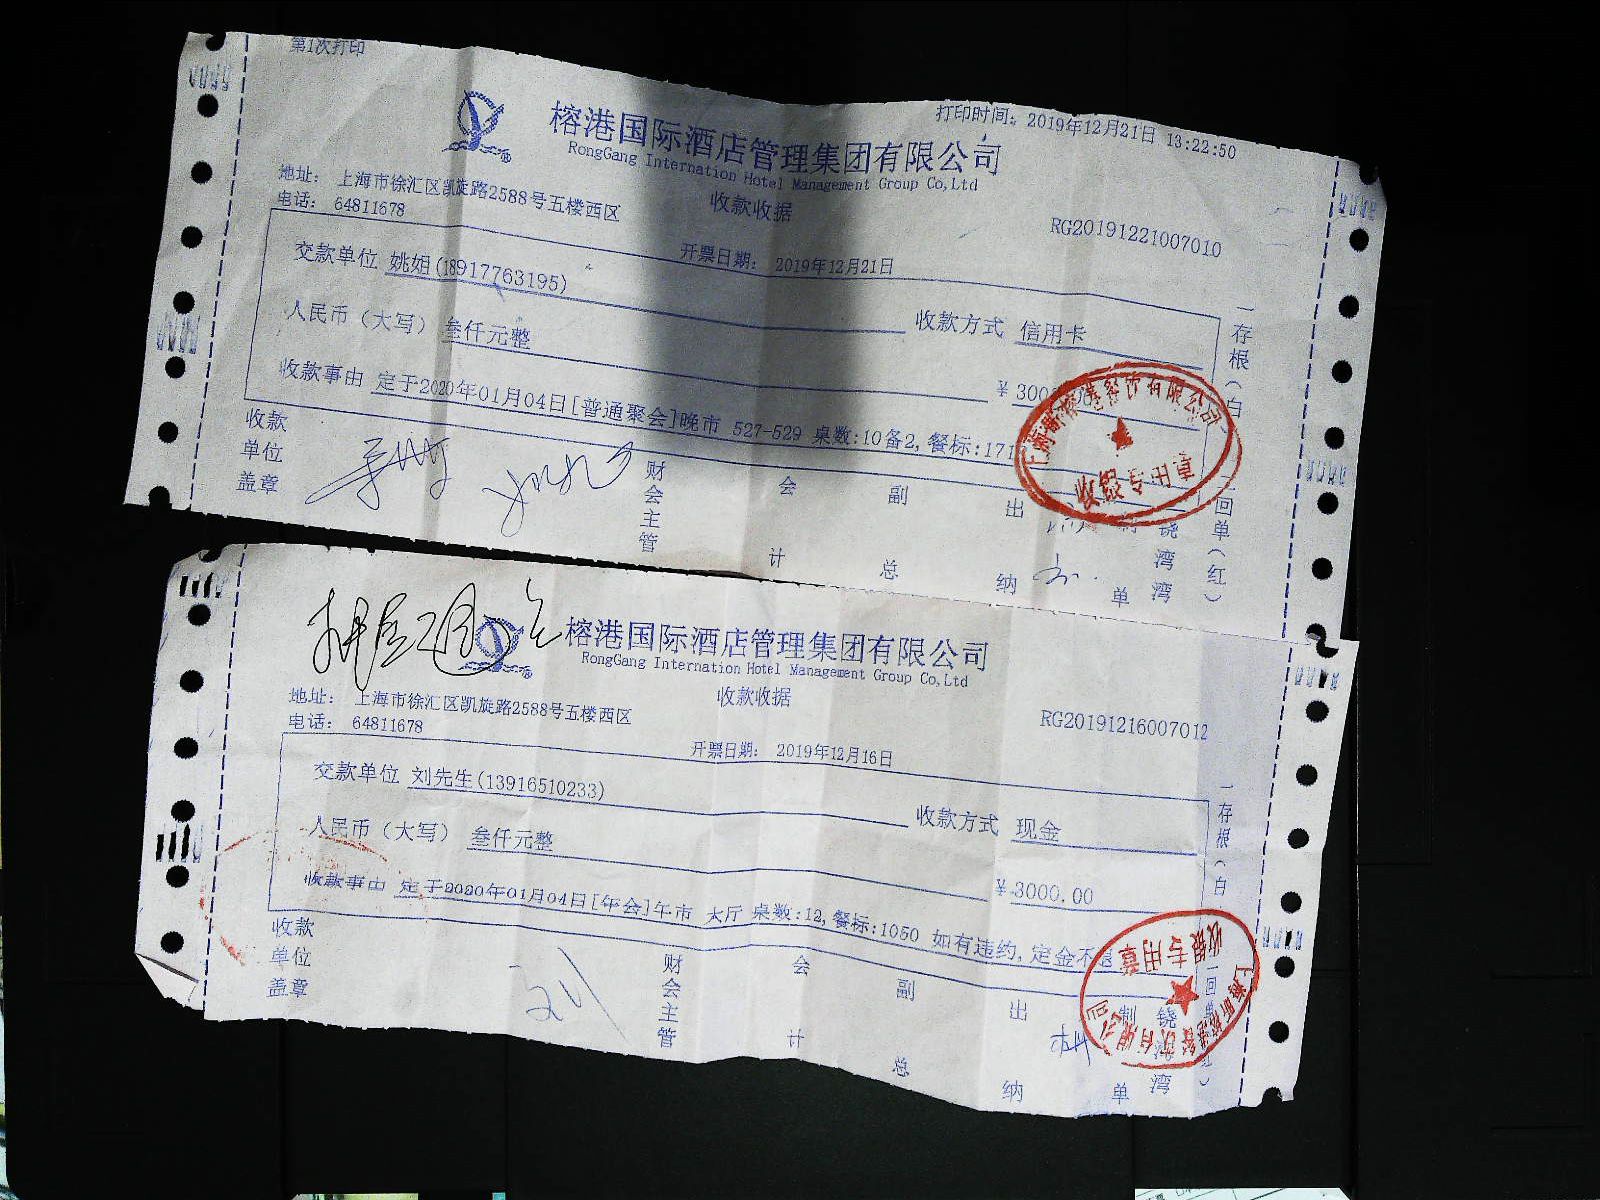 第1次打印
打印时间：2019年12月21日 13:22:50
榕港国际酒店管理集团有限公司
RongGang International Hotel Management Group Co,Ltd
地址： 上海市徐汇区凯旋路2588号五楼西区
收款收据
电话： 64811678
RG20191221007010
开票日期： 2019年12月21日
交款单位 姚姐(18917763195)
收款方式 信用卡
人民币（大写） 叁仟元整
¥ 300
收款事由 定于2020年01月04日[普通聚会]晚市 527-529 桌数:10备2, 餐标:171
一存根（白
二回单（红）
收款单位盖章
财会主管
会计
副总
出纳
制单
饶湾湾
收银专用章
榕港国际酒店管理集团有限公司
RongGang International Hotel Management Group Co,Ltd
地址： 上海市徐汇区凯旋路2588号五楼西区
收款收据
电话： 64811678
RG20191216007012
开票日期： 2019年12月16日
交款单位 刘先生(13916510233)
收款方式 现金
人民币（大写） 叁仟元整
¥ 3000.00
收款事由 定于2020年01月04日[年会]午市 大厅 桌数:12, 餐标:1050 如有违约, 定金不退
一存根（白
收款单位盖章
刘
财会主管
会计
副总
出纳
制单
收银专用章